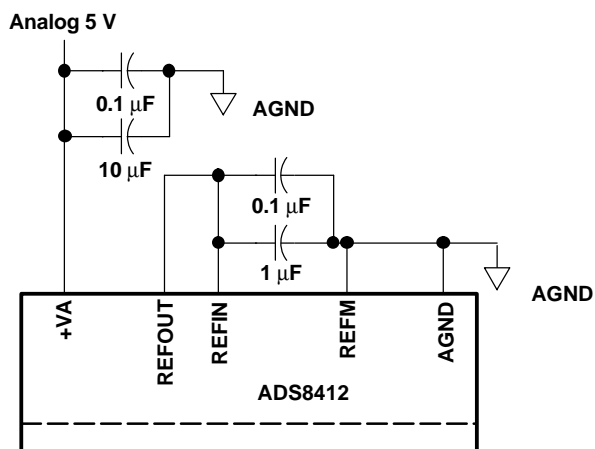 Analog 5 V
0.1 μF
AGND
10 μF
0.1 μF
1 μF
AGND
+VA
REFOUT
REFIN
REFM
AGND
ADS8412